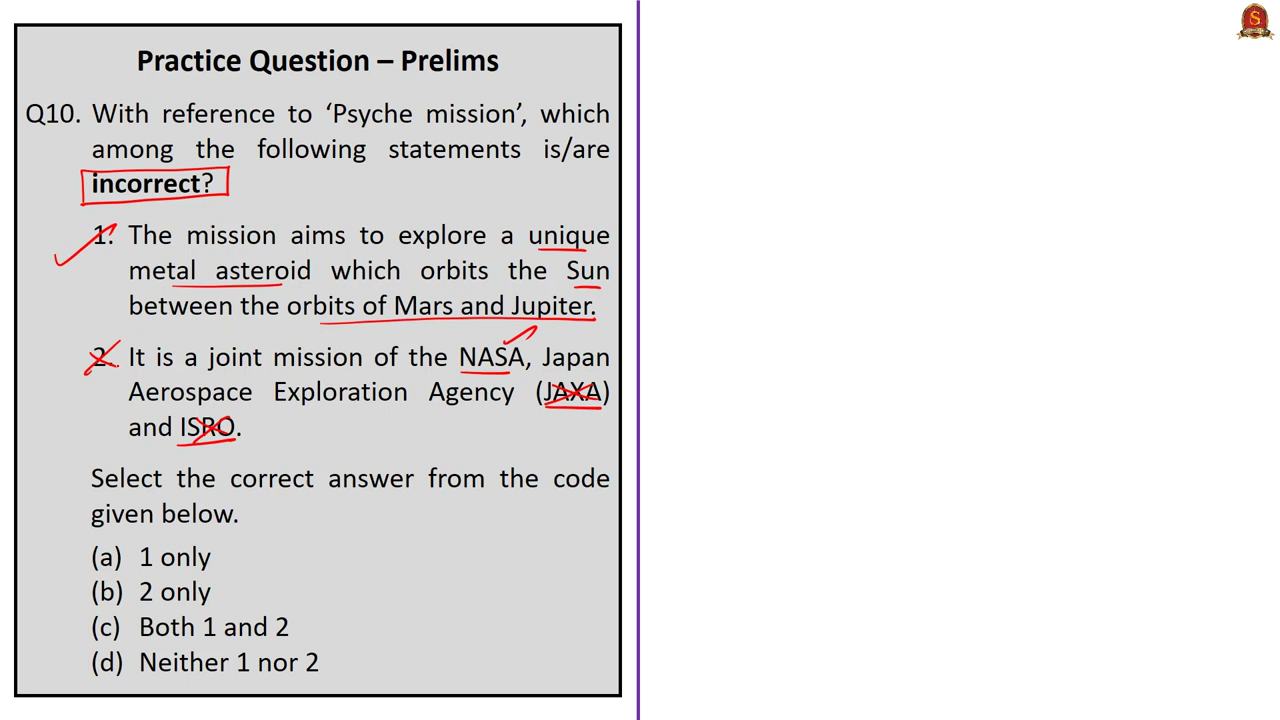 Practice Question – Prelims
Q10. With reference to ‘Psyche mission’, which
among the following statements is/are
incorrect?
1. The mission aims to explore a unique
metal asteroid which orbits the Sun
between the orbits of Mars and Jupiter.
2. It is a joint mission of the NASA, Japan
Aerospace Exploration Agency (JAXA)
and ISRO.
Select the correct answer from the code
given below.
(a) 1 only
(b) 2 only
(c) Both 1 and 2
(d) Neither 1 nor 2
S